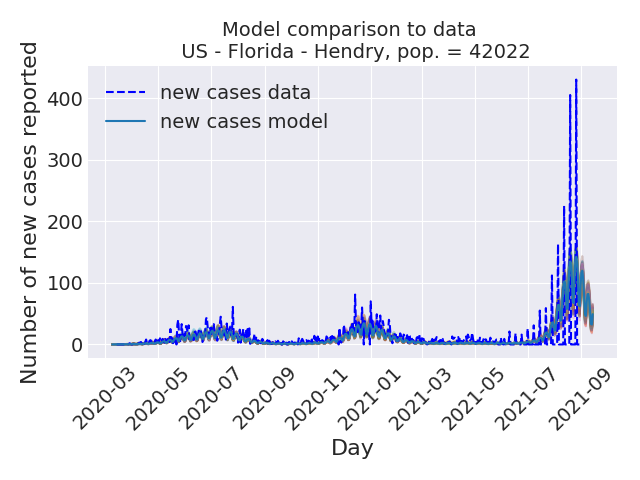 Model comparison to data
US - Florida - Hendry, pop. = 42022
Number of new cases reported
400
300
200
100
0
new cases data
new cases model
2020-03
2020-05
2020-07
2020-09
2020-11
2021-01
2021-03
2021-05
2021-07
2021-09
Day